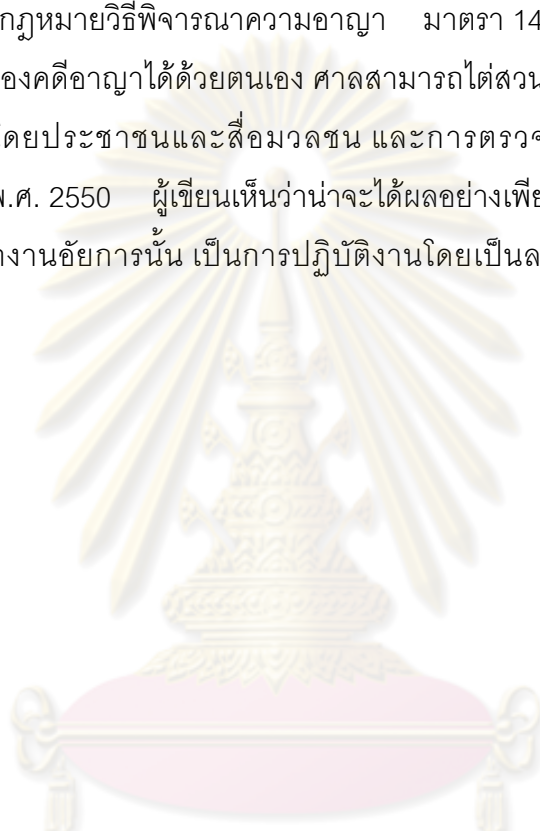 กฎหมายวิธีพิจารณาความอาญา มาตรา 14
องคดีอาญาได้ด้วยตนเอง ศาลสามารถไต่สวน
โดยประชาชนและสื่อมวลชน และการตรวจ
พ.ศ. 2550 ผู้เขียนเห็นว่าน่าจะได้ผลอย่างเพีย
างานอัยการนั้น เป็นการปฏิบัติงานโดยเป็นล